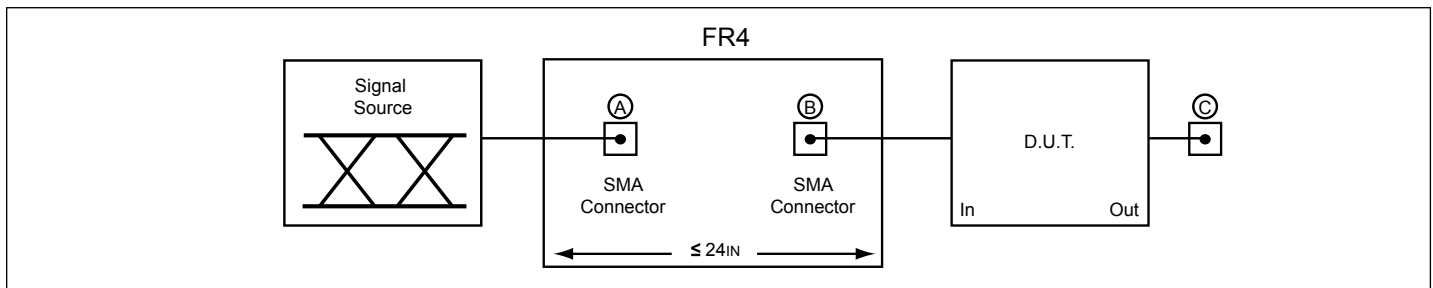 FR4
Signal
Source
A
SMA
Connector
B
SMA
Connector
≤ 24IN
D.U.T.
In
Out
C